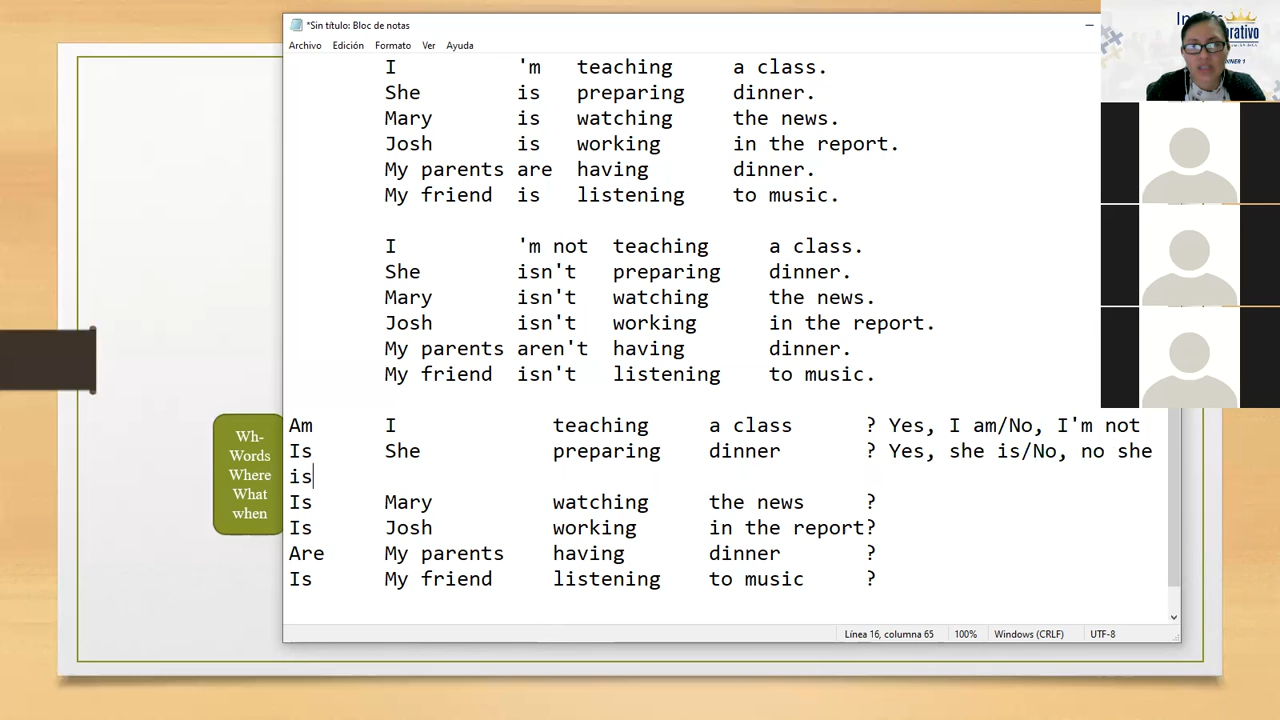 *Sin título: Bloc de notas
Archivo Edición Formato Ver Ayuda
I 'm teaching a class.
She is preparing dinner.
Mary is watching the news.
Josh is working in the report.
My parents are having dinner.
My friend is listening to music.
I 'm not teaching a class.
She isn't preparing dinner.
Mary isn't watching the news.
Josh isn't working in the report.
My parents aren't having dinner.
My friend isn't listening to music.
Am I teaching a class ? Yes, I am/No, I'm not
Is She preparing dinner ? Yes, she is/No, no she
is
Is Mary watching the news ?
Is Josh working in the report?
Are My parents having dinner ?
Is My friend listening to music ?
Wh-
Words
Where
What
when
Línea 16, columna 65 100% Windows (CRLF) UTF-8